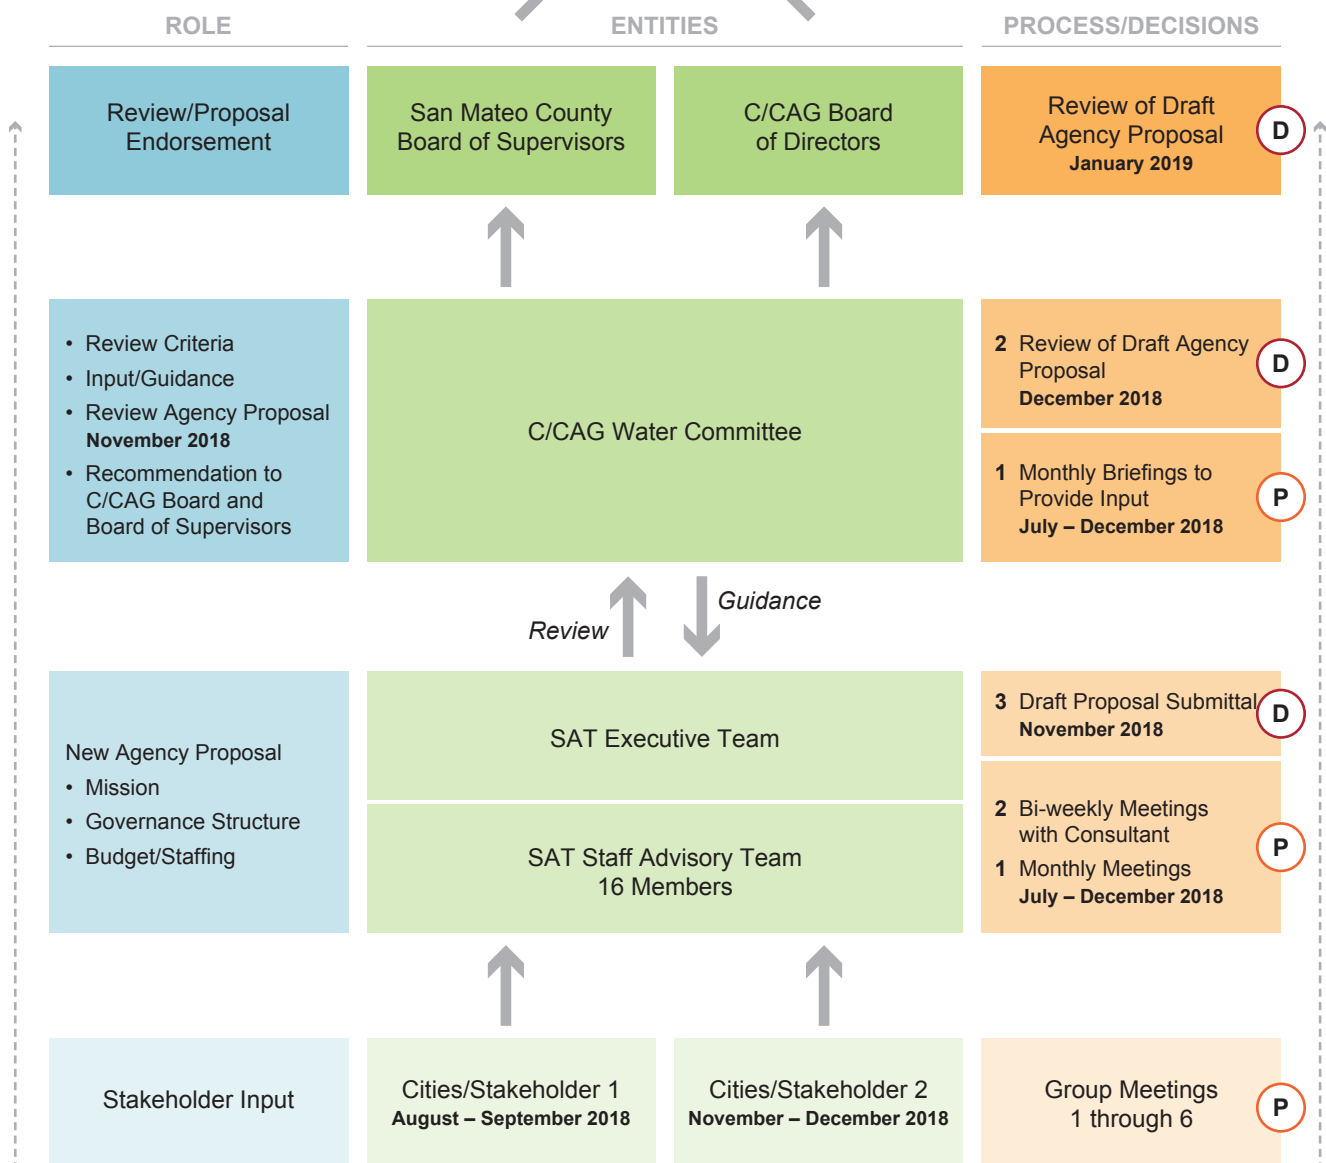 ROLE
ENTITIES
PROCESS/DECISIONS
Review/Proposal
Endorsement
San Mateo County
Board of Supervisors
C/CAG Board
of Directors
Review of Draft
Agency Proposal
January 2019
D
• Review Criteria
• Input/Guidance
• Review Agency Proposal
November 2018
• Recommendation to
C/CAG Board and
Board of Supervisors
C/CAG Water Committee
2 Review of Draft Agency
Proposal
December 2018
D
1 Monthly Briefings to
Provide Input
July – December 2018
P
Review
Guidance
New Agency Proposal
• Mission
• Governance Structure
• Budget/Staffing
SAT Executive Team
SAT Staff Advisory Team
16 Members
3 Draft Proposal Submittal
November 2018
D
2 Bi-weekly Meetings
with Consultant
1 Monthly Meetings
July – December 2018
P
Stakeholder Input
Cities/Stakeholder 1
August – September 2018
Cities/Stakeholder 2
November – December 2018
Group Meetings
1 through 6
P